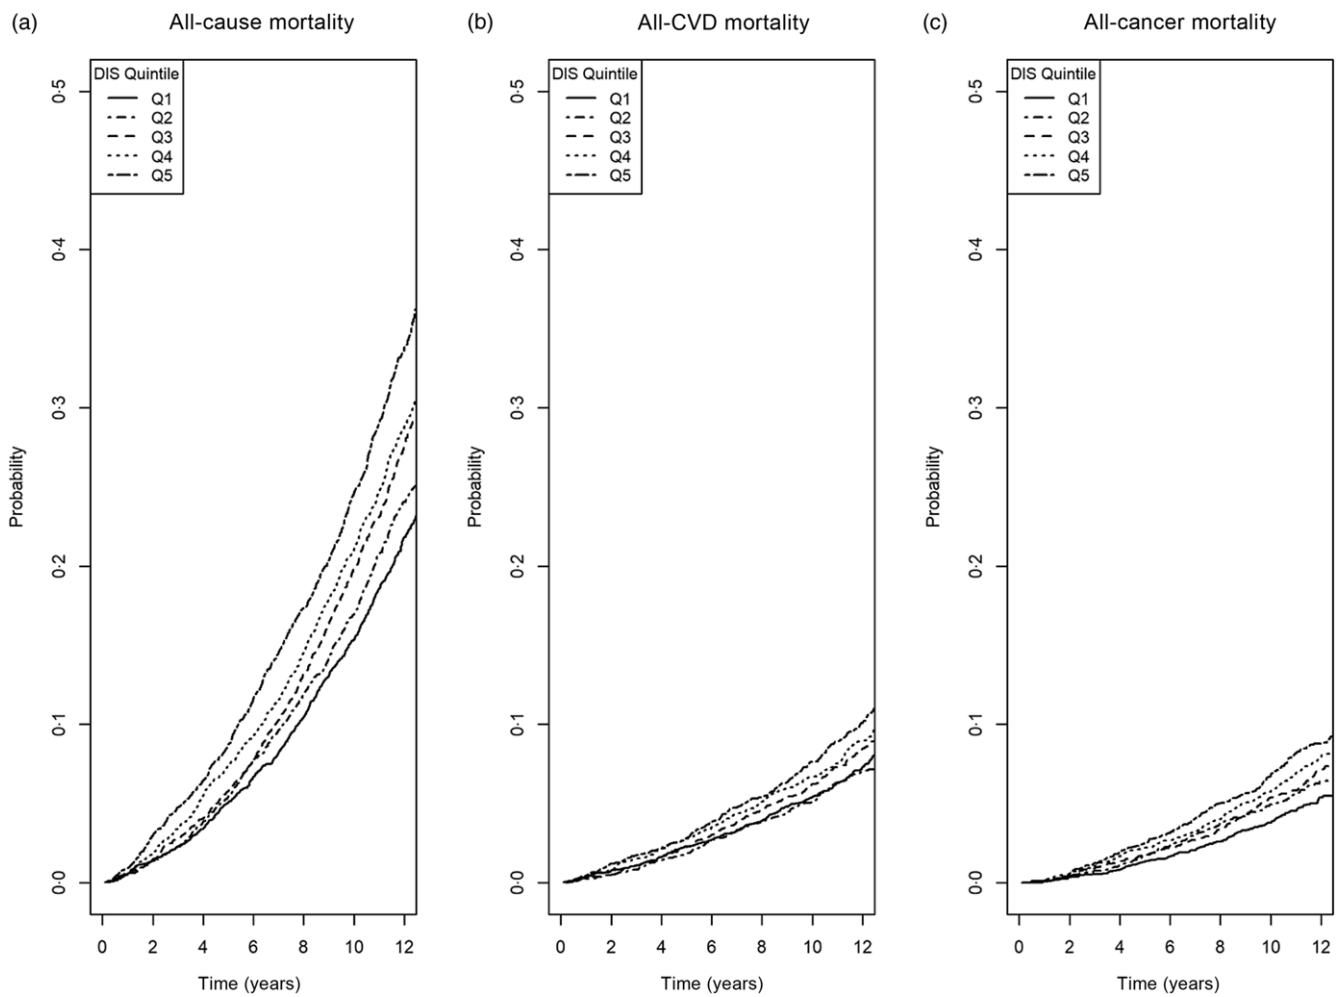 (a)
All-cause mortality
DIS Quintile
Q1
Q2
Q3
Q4
Q5
0·5
0·4
0·3
0·2
0·1
0·0
Probability
0 2 4 6 8 10 12
Time (years)
(b)
All-CVD mortality
DIS Quintile
Q1
Q2
Q3
Q4
Q5
0·5
0·4
0·3
0·2
0·1
0·0
Probability
0 2 4 6 8 10 12
Time (years)
(c)
All-cancer mortality
DIS Quintile
Q1
Q2
Q3
Q4
Q5
0·5
0·4
0·3
0·2
0·1
0·0
Probability
0 2 4 6 8 10 12
Time (years)